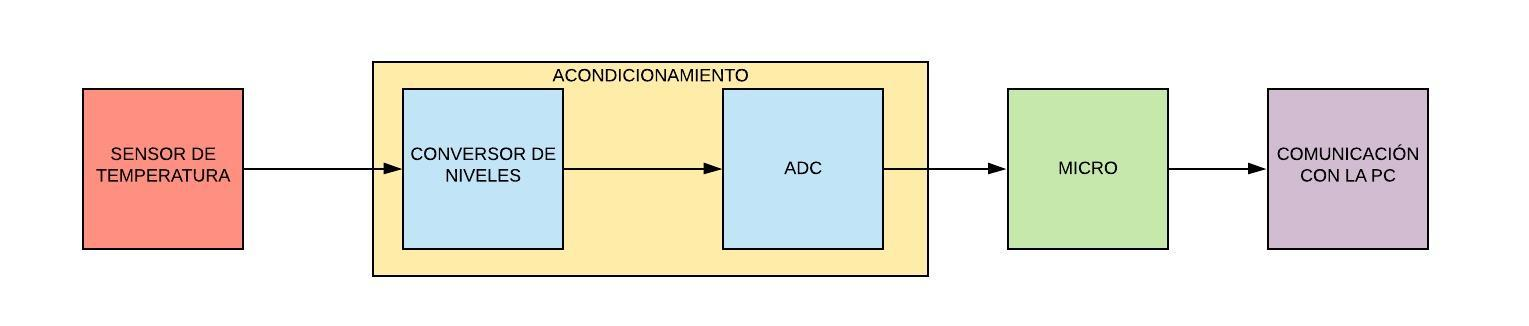 ACONDICIONAMIENTO
SENSOR DE
TEMPERATURA
CONVERSOR DE
NIVELES
ADC
MICRO
COMUNICACIÓN
CON LA PC